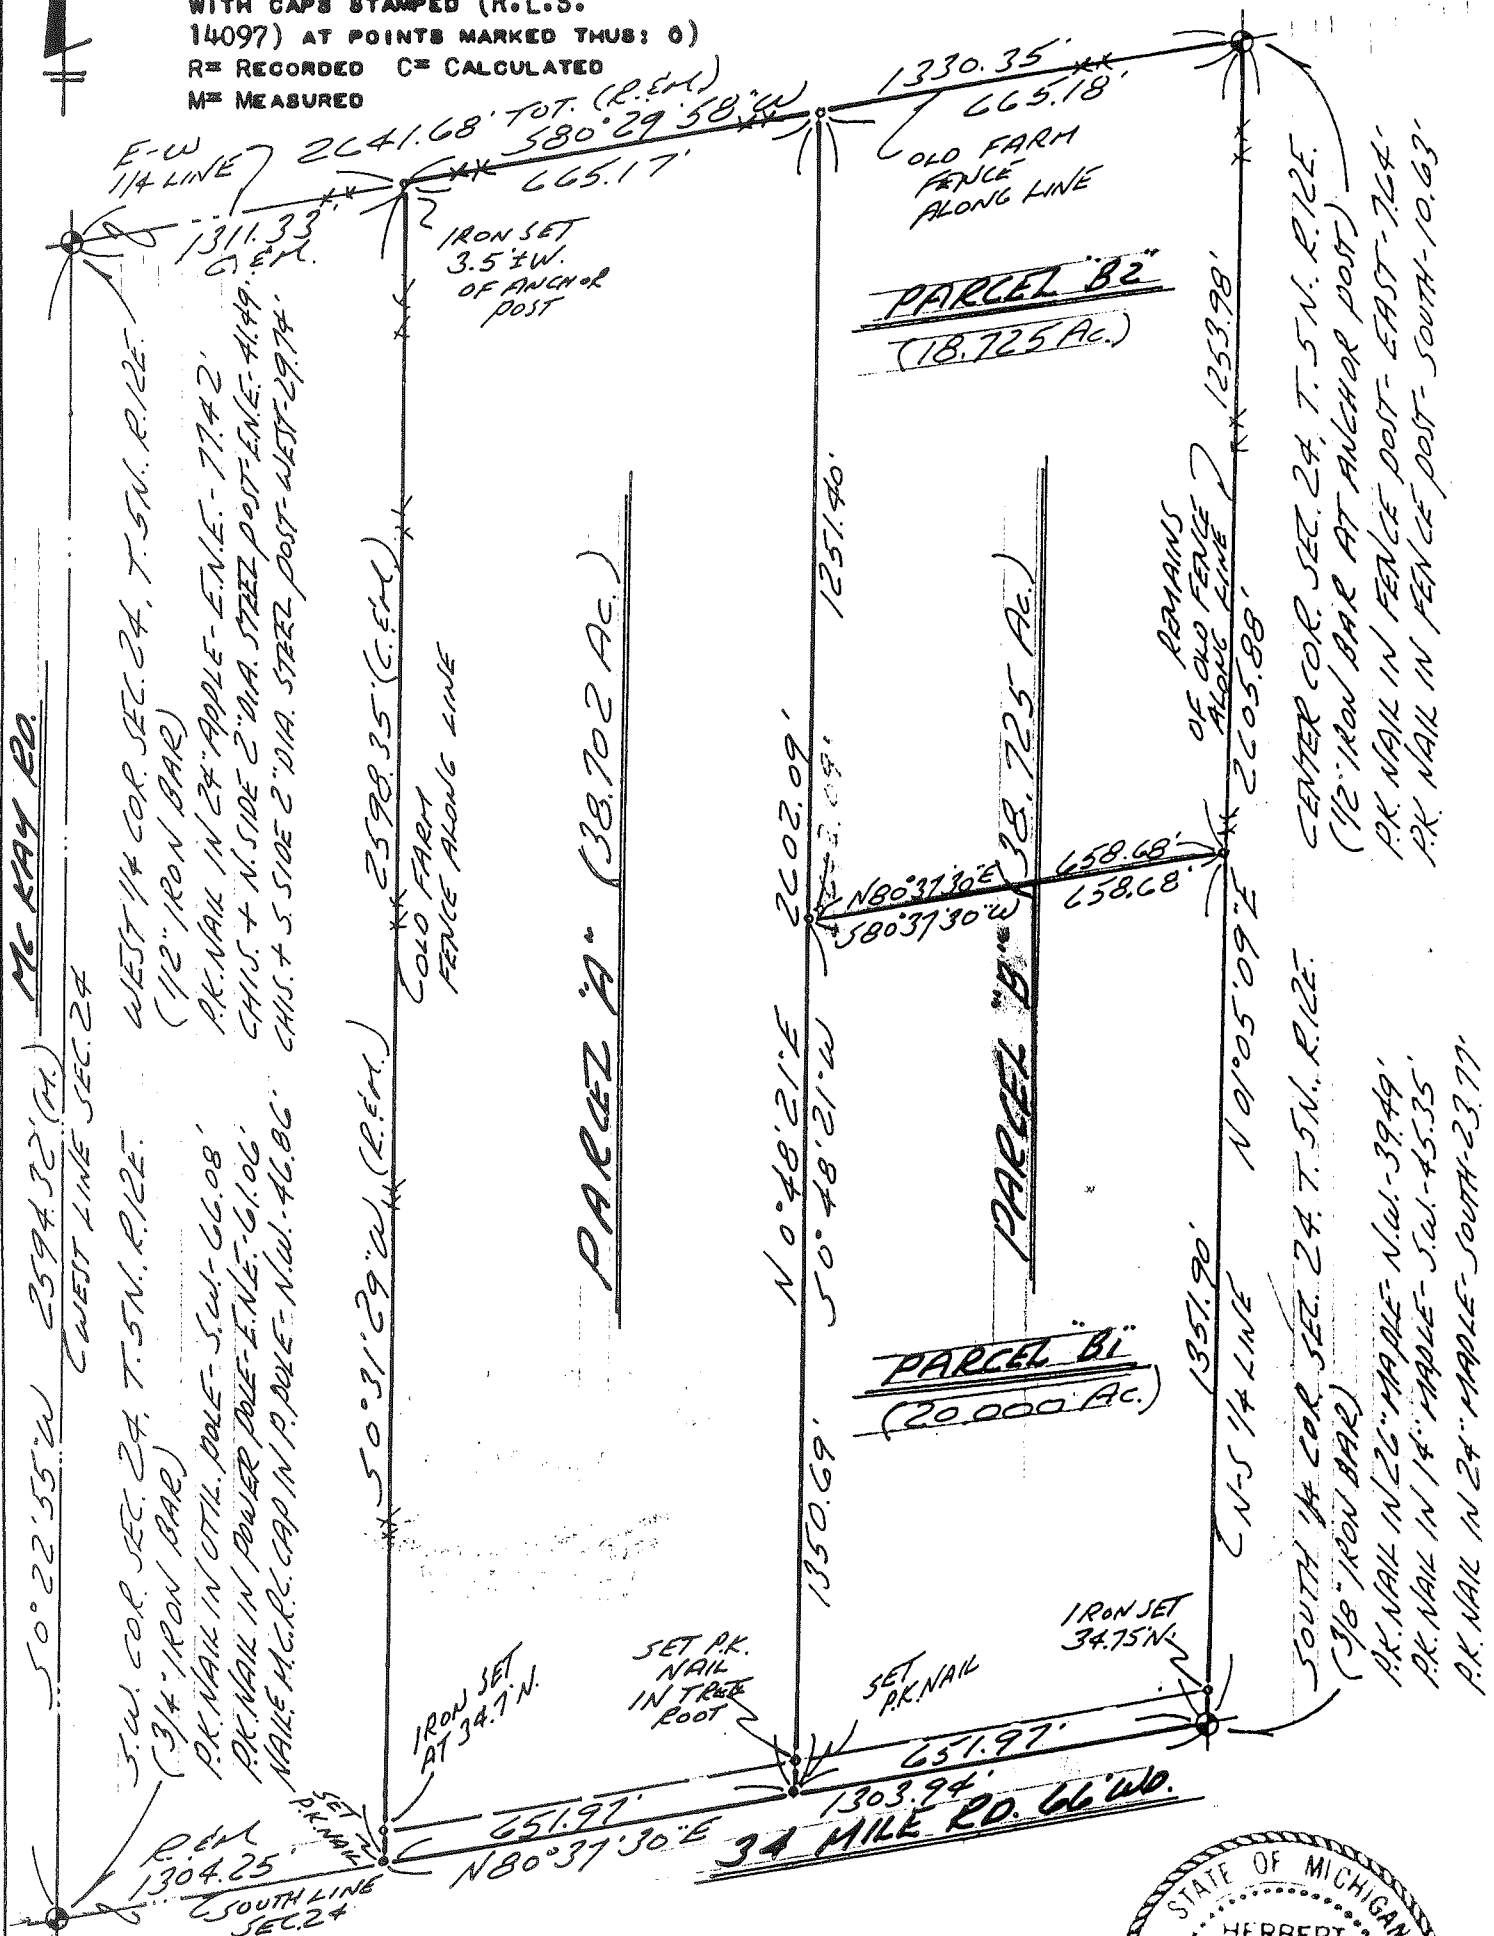 WITH CAPS STAMPED (R.L.S.
14097) AT POINTS MARKED THUS: O)
R= RECORDED C= CALCULATED
M= MEASURED
E-W
1/4 LINE
2641.68' TOT. (R.&M.)
S80°29'58"W
1330.35'
665.18'
665.17'
1311.33'
C.&M.
OLD FARM
FENCE
ALONG LINE
IRON SET
3.5'±W.
OF ANCHOR
POST
PARCEL "B2"
(18.725 Ac.)
McKAY RD.
S0°22'55"W 2594.32' (M.)
WEST LINE SEC. 24
WEST 1/4 COR. SEC. 24, T.5N. R.12E.
(1/2" IRON BAR)
P.K. NAIL IN 24" APPLE - E.N.E. - 77.42'
CHIS. + N. SIDE 2" DIA. STEEL POST - E.N.E. - 41.49'
CHIS. + S. SIDE 2" DIA. STEEL POST - WEST - 29.74'
S.W. COR. SEC. 24, T.5N., R.12E.
(3/4" IRON BAR)
P.K. NAIL IN UTIL. POLE - S.W. - 66.08'
P.K. NAIL IN POWER POLE - E.N.E. - 61.06'
NAIL & M.C.R.C. CAP IN P. POLE - N.W. - 46.86'
S0°31'29"W (R.&M.) 2598.35' (C.&M.)
OLD FARM
FENCE ALONG LINE
PARCEL "A" (38.702 Ac.)
1251.40'
2602.09'
N0°48'21"E
S0°48'21"W
1350.69'
PARCEL "B" (38.725 Ac.)
N80°37'30"E 658.68'
S80°37'30"W 658.68'
1253.98'
REMAINS
OF OLD FENCE
ALONG LINE
2605.88'
N01°05'09"E
1351.90'
N-S 1/4 LINE
CENTER COR. SEC. 24, T.5N. R.12E.
(1/2" IRON BAR AT ANCHOR POST)
P.K. NAIL IN FENCE POST - EAST - 7.64'
P.K. NAIL IN FENCE POST - SOUTH - 10.63'
SOUTH 1/4 COR. SEC. 24, T.5N., R.12E.
(3/8" IRON BAR)
P.K. NAIL IN 26" MAPLE - N.W. - 39.49'
P.K. NAIL IN 14" MAPLE - S.W. - 45.35'
P.K. NAIL IN 24" MAPLE - SOUTH - 23.77'
PARCEL "B1"
(20.000 Ac.)
IRON SET
AT 34.7' N.
SET P.K.
NAIL
IN TREE
ROOT
SET
P.K. NAIL
IRON SET
34.75' N.
SET
P.K. NAIL
651.97'
651.97'
R.&M.
1304.25'
N80°37'30"E
1303.94'
34 MILE RD. 66' WD.
SOUTH LINE
SEC. 24
STATE OF MICHIGAN
HERBERT